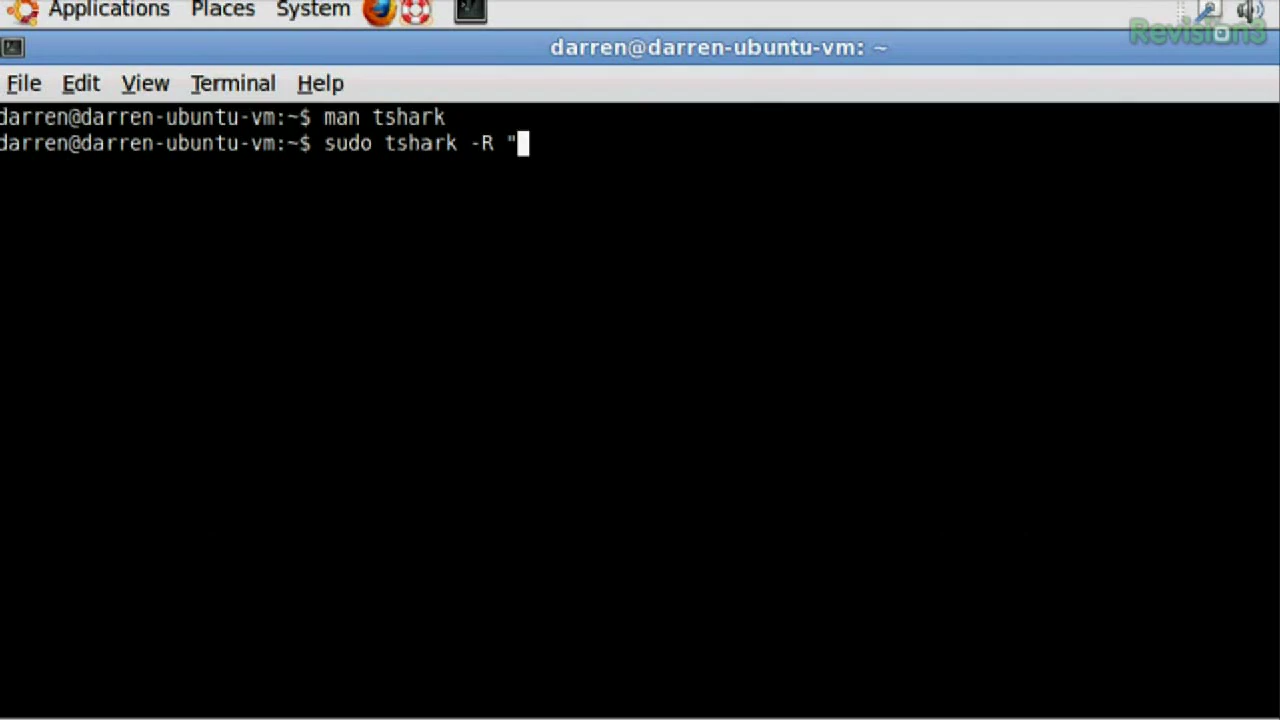 Applications Places System
Revision3
darren@darren-ubuntu-vm: ~
File Edit View Terminal Help
darren@darren-ubuntu-vm:~$ man tshark
darren@darren-ubuntu-vm:~$ sudo tshark -R "